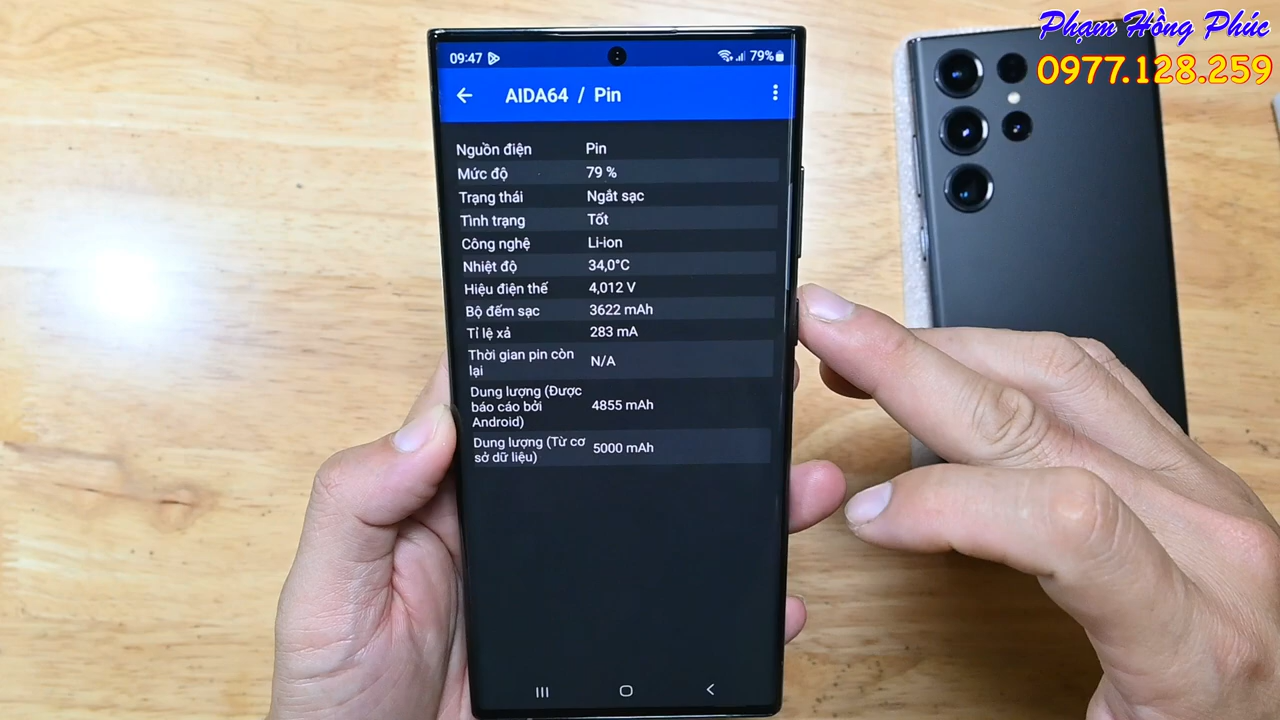 Phạm Hồng Phúc
0977.128.259
09:47 79%
AIDA64 / Pin
Nguồn điện Pin
Mức độ 79 %
Trạng thái Ngắt sạc
Tình trạng Tốt
Công nghệ Li-ion
Nhiệt độ 34,0°C
Hiệu điện thế 4,012 V
Bộ đếm sạc 3622 mAh
Tỉ lệ xả 283 mA
Thời gian pin còn
lại N/A
Dung lượng (Được
báo cáo bởi 4855 mAh
Android)
Dung lượng (Từ cơ
sở dữ liệu) 5000 mAh